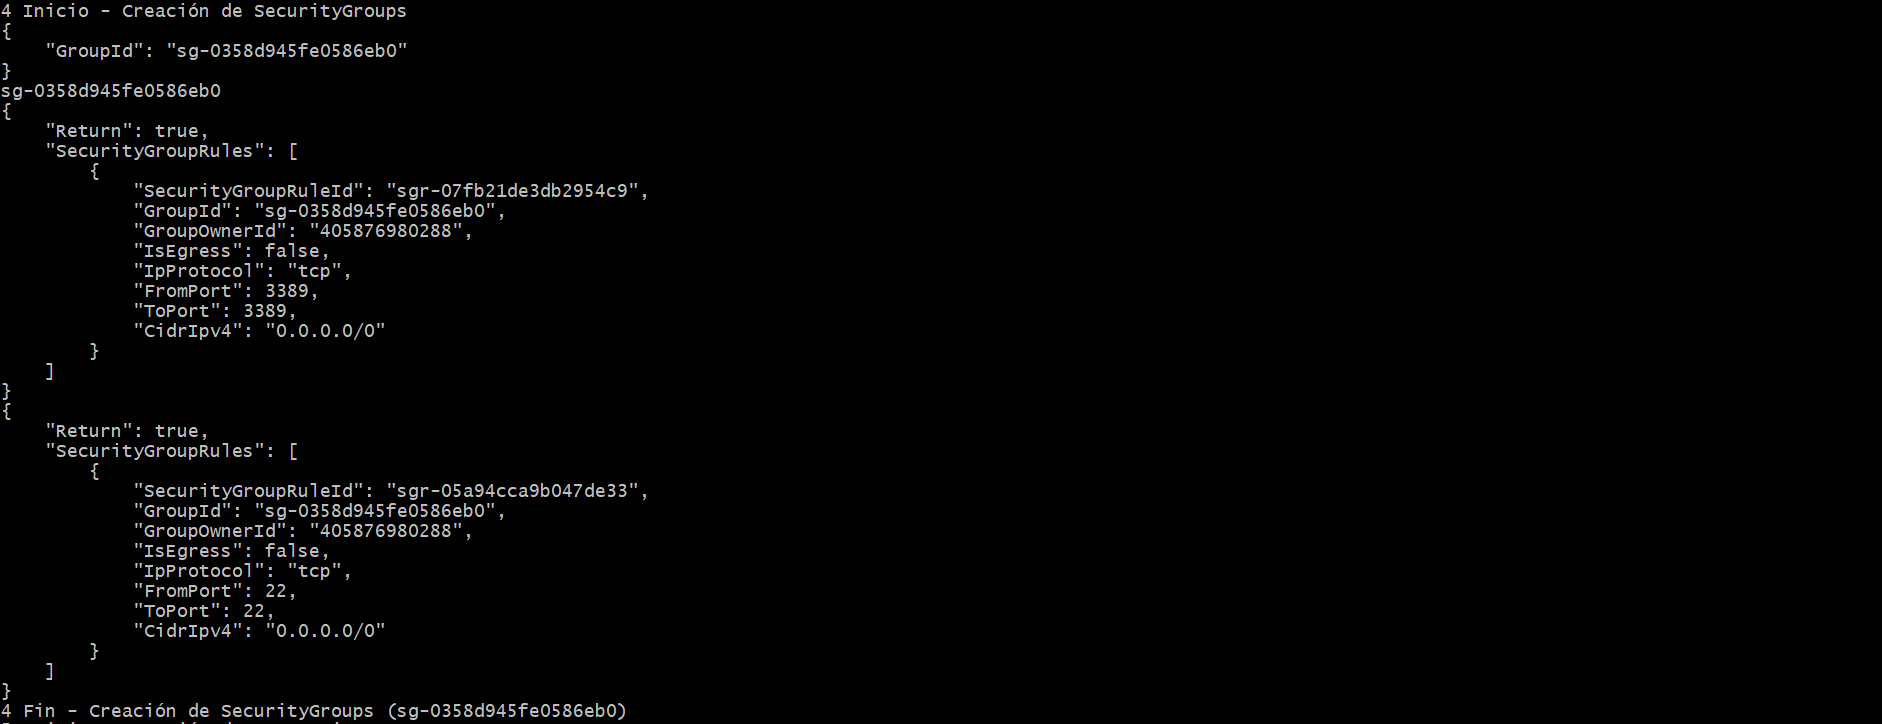 4 Inicio - Creación de SecurityGroups
{
    "GroupId": "sg-0358d945fe0586eb0"
}
sg-0358d945fe0586eb0
{
    "Return": true,
    "SecurityGroupRules": [
        {
            "SecurityGroupRuleId": "sgr-07fb21de3db2954c9",
            "GroupId": "sg-0358d945fe0586eb0",
            "GroupOwnerId": "405876980288",
            "IsEgress": false,
            "IpProtocol": "tcp",
            "FromPort": 3389,
            "ToPort": 3389,
            "CidrIpv4": "0.0.0.0/0"
        }
    ]
}
{
    "Return": true,
    "SecurityGroupRules": [
        {
            "SecurityGroupRuleId": "sgr-05a94cca9b047de33",
            "GroupId": "sg-0358d945fe0586eb0",
            "GroupOwnerId": "405876980288",
            "IsEgress": false,
            "IpProtocol": "tcp",
            "FromPort": 22,
            "ToPort": 22,
            "CidrIpv4": "0.0.0.0/0"
        }
    ]
}
4 Fin - Creación de SecurityGroups (sg-0358d945fe0586eb0)